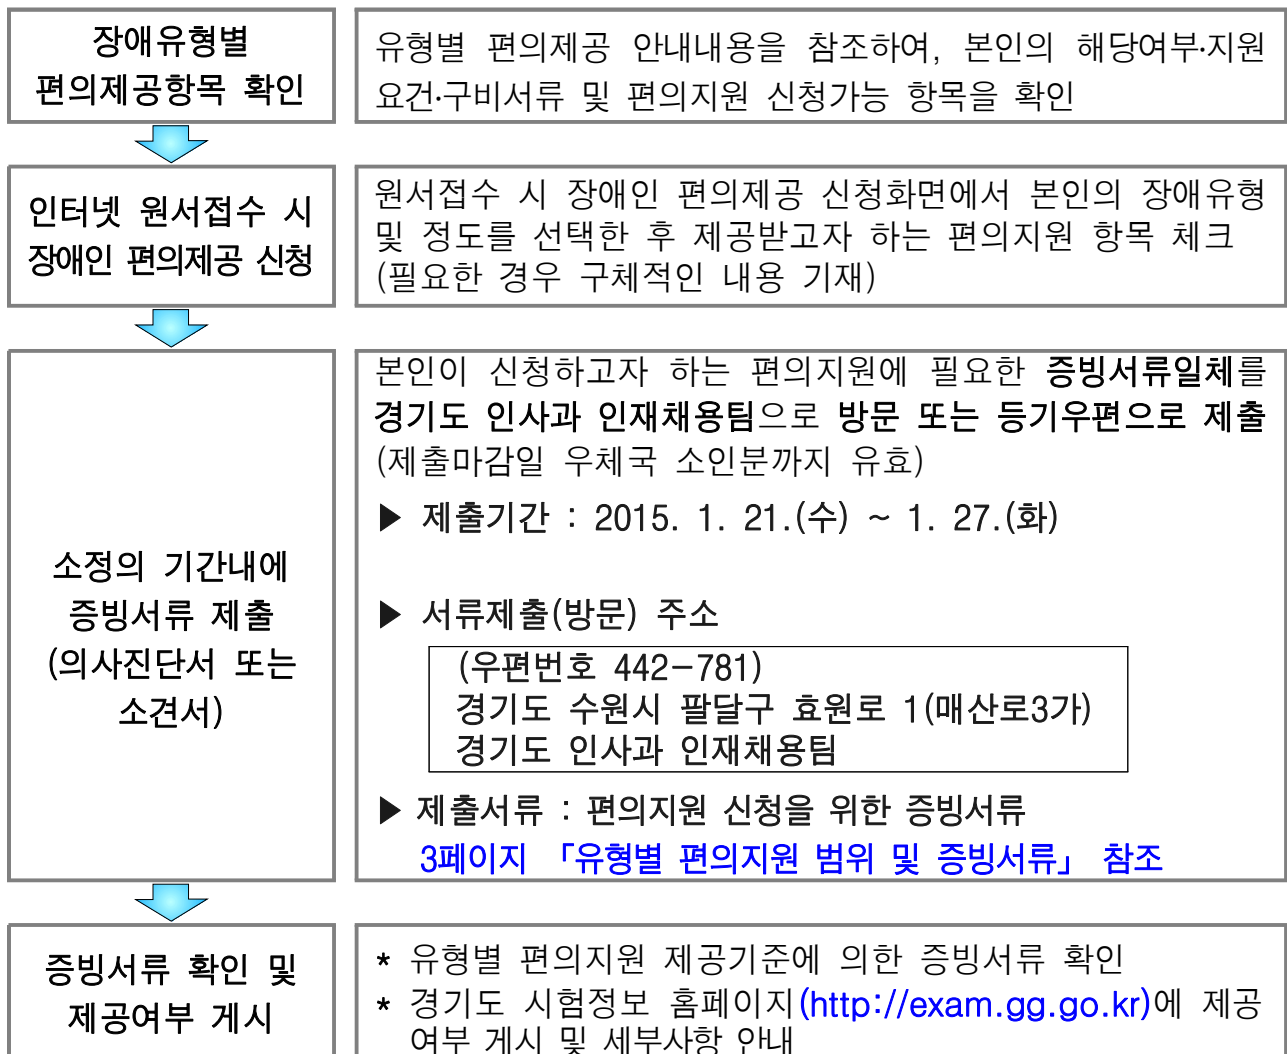 장애유형별
편의제공항목 확인
유형별 편의제공 안내내용을 참조하여, 본인의 해당여부·지원
요건·구비서류 및 편의지원 신청가능 항목을 확인
인터넷 원서접수 시
장애인 편의제공 신청
원서접수 시 장애인 편의제공 신청화면에서 본인의 장애유형
및 정도를 선택한 후 제공받고자 하는 편의지원 항목 체크
(필요한 경우 구체적인 내용 기재)
소정의 기간내에
증빙서류 제출
(의사진단서 또는
소견서)
본인이 신청하고자 하는 편의지원에 필요한 증빙서류일체를
경기도 인사과 인재채용팀으로 방문 또는 등기우편으로 제출
(제출마감일 우체국 소인분까지 유효)
▶ 제출기간 : 2015. 1. 21.(수) ~ 1. 27.(화)
▶ 서류제출(방문) 주소
(우편번호 442-781)
경기도 수원시 팔달구 효원로 1(매산로3가)
경기도 인사과 인재채용팀
▶ 제출서류 : 편의지원 신청을 위한 증빙서류
3페이지 「유형별 편의지원 범위 및 증빙서류」 참조
증빙서류 확인 및
제공여부 게시
* 유형별 편의지원 제공기준에 의한 증빙서류 확인
* 경기도 시험정보 홈페이지(http://exam.gg.go.kr)에 제공
여부 게시 및 세부사항 안내